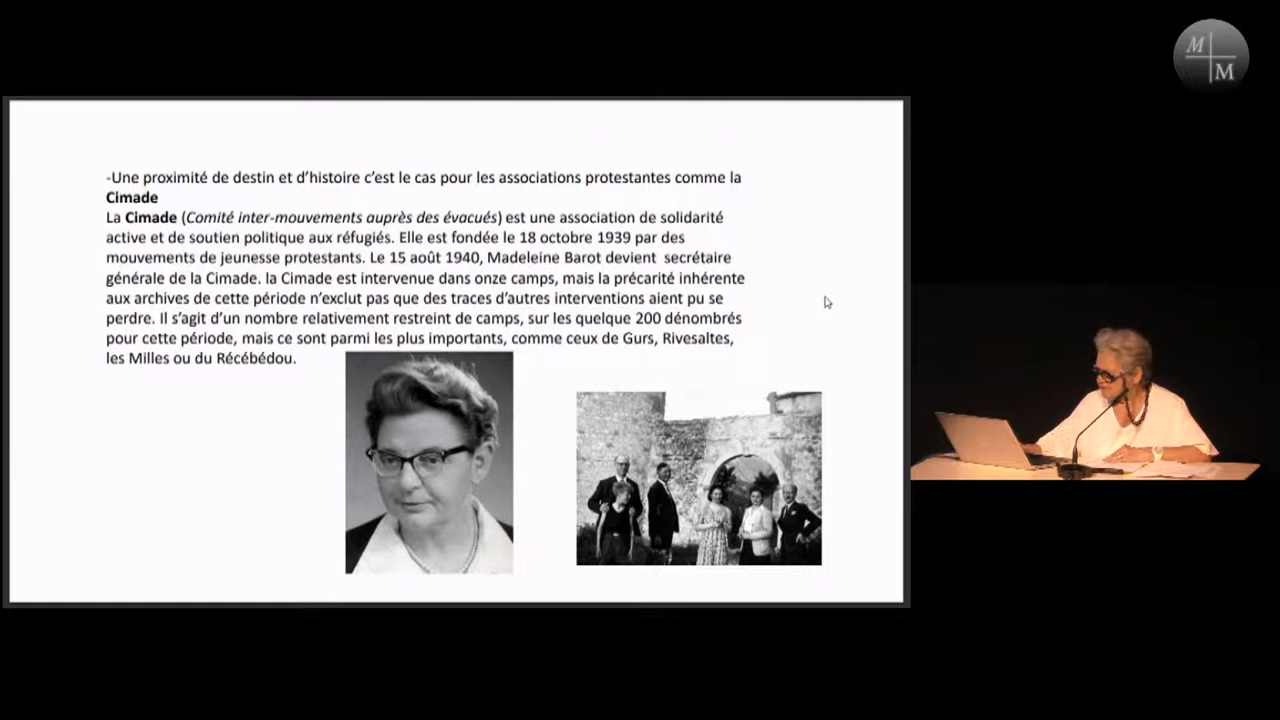 M
M
-Une proximité de destin et d’histoire c’est le cas pour les associations protestantes comme la
Cimade
La Cimade (Comité inter-mouvements auprès des évacués) est une association de solidarité
active et de soutien politique aux réfugiés. Elle est fondée le 18 octobre 1939 par des
mouvements de jeunesse protestants. Le 15 août 1940, Madeleine Barot devient secrétaire
générale de la Cimade. la Cimade est intervenue dans onze camps, mais la précarité inhérente
aux archives de cette période n’exclut pas que des traces d’autres interventions aient pu se
perdre. Il s’agit d’un nombre relativement restreint de camps, sur les quelque 200 dénombrés
pour cette période, mais ce sont parmi les plus importants, comme ceux de Gurs, Rivesaltes,
les Milles ou du Récébédou.